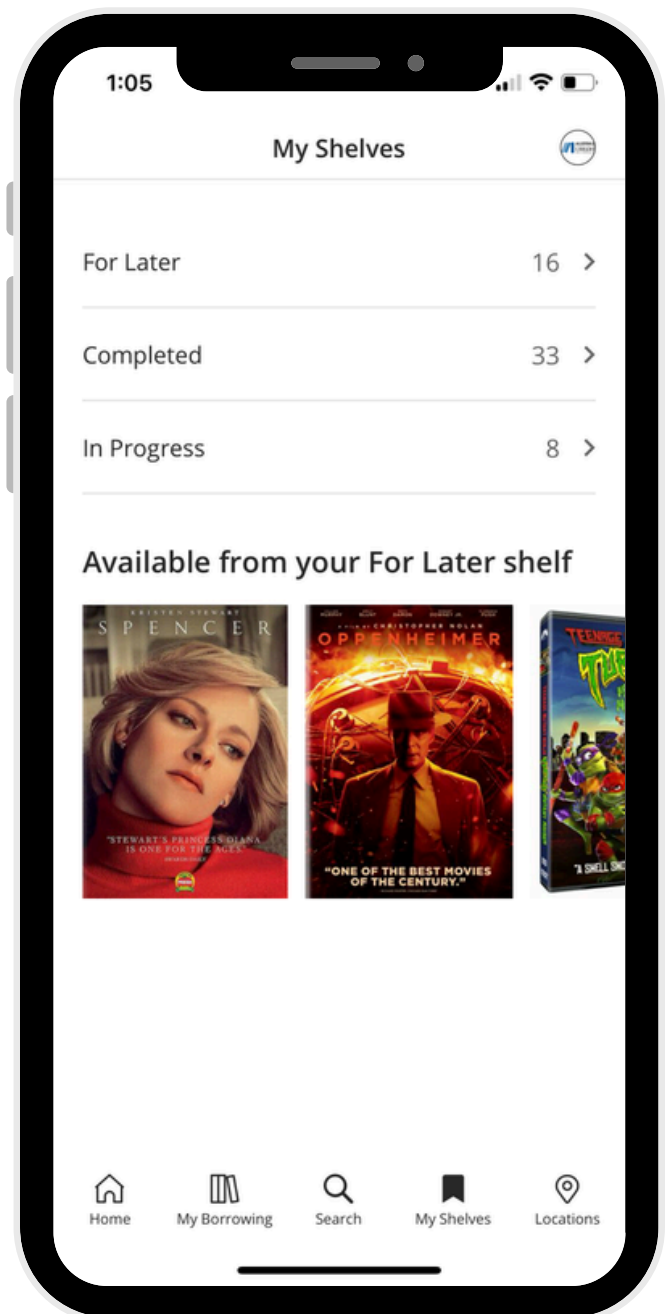 1:05
My Shelves
For Later 16
Completed 33
In Progress 8
Available from your For Later shelf
KRISTEN STEWART
SPENCER
"STEWART'S PRINCESS DIANA
IS ONE FOR THE AGES."
A FILM BY CHRISTOPHER NOLAN
OPPENHEIMER
"ONE OF THE BEST MOVIES
OF THE CENTURY."
TEENAGE
"A SHELL
Home My Borrowing Search My Shelves Locations